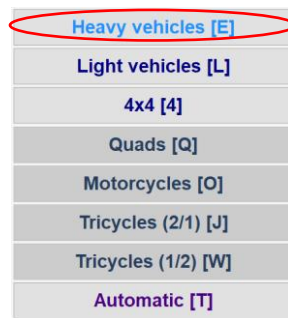 Heavy vehicles [E]
Light vehicles [L]
4x4 [4]
Quads [Q]
Motorcycles [O]
Tricycles (2/1) [J]
Tricycles (1/2) [W]
Automatic [T]